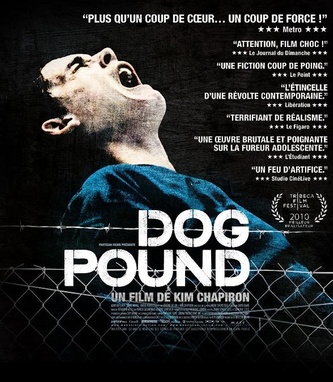 "PLUS QU'UN COUP DE CŒUR... UN COUP DE FORCE !"
★★★ Metro ★★★
"ATTENTION, FILM CHOC !"
★★★ Le Journal du Dimanche ★★★
"UNE FICTION COUP DE POING."
★★★ Le Point ★★★
"L'ÉTINCELLE
D'UNE RÉVOLTE CONTEMPORAINE."
★★★ Libération ★★★
"TERRIFIANT DE RÉALISME."
★★★ Le Figaro ★★★
"UNE ŒUVRE BRUTALE ET POIGNANTE
SUR LA FUREUR ADOLESCENTE."
★★★ L'Étudiant ★★★
"UN FEU D'ARTIFICE."
★★★ Studio CinéLive ★★★
TRIBECA
FILM
FESTIVAL
2010
MEILLEUR
RÉALISATEUR
DOG
POUND
UN FILM DE KIM CHAPIRON